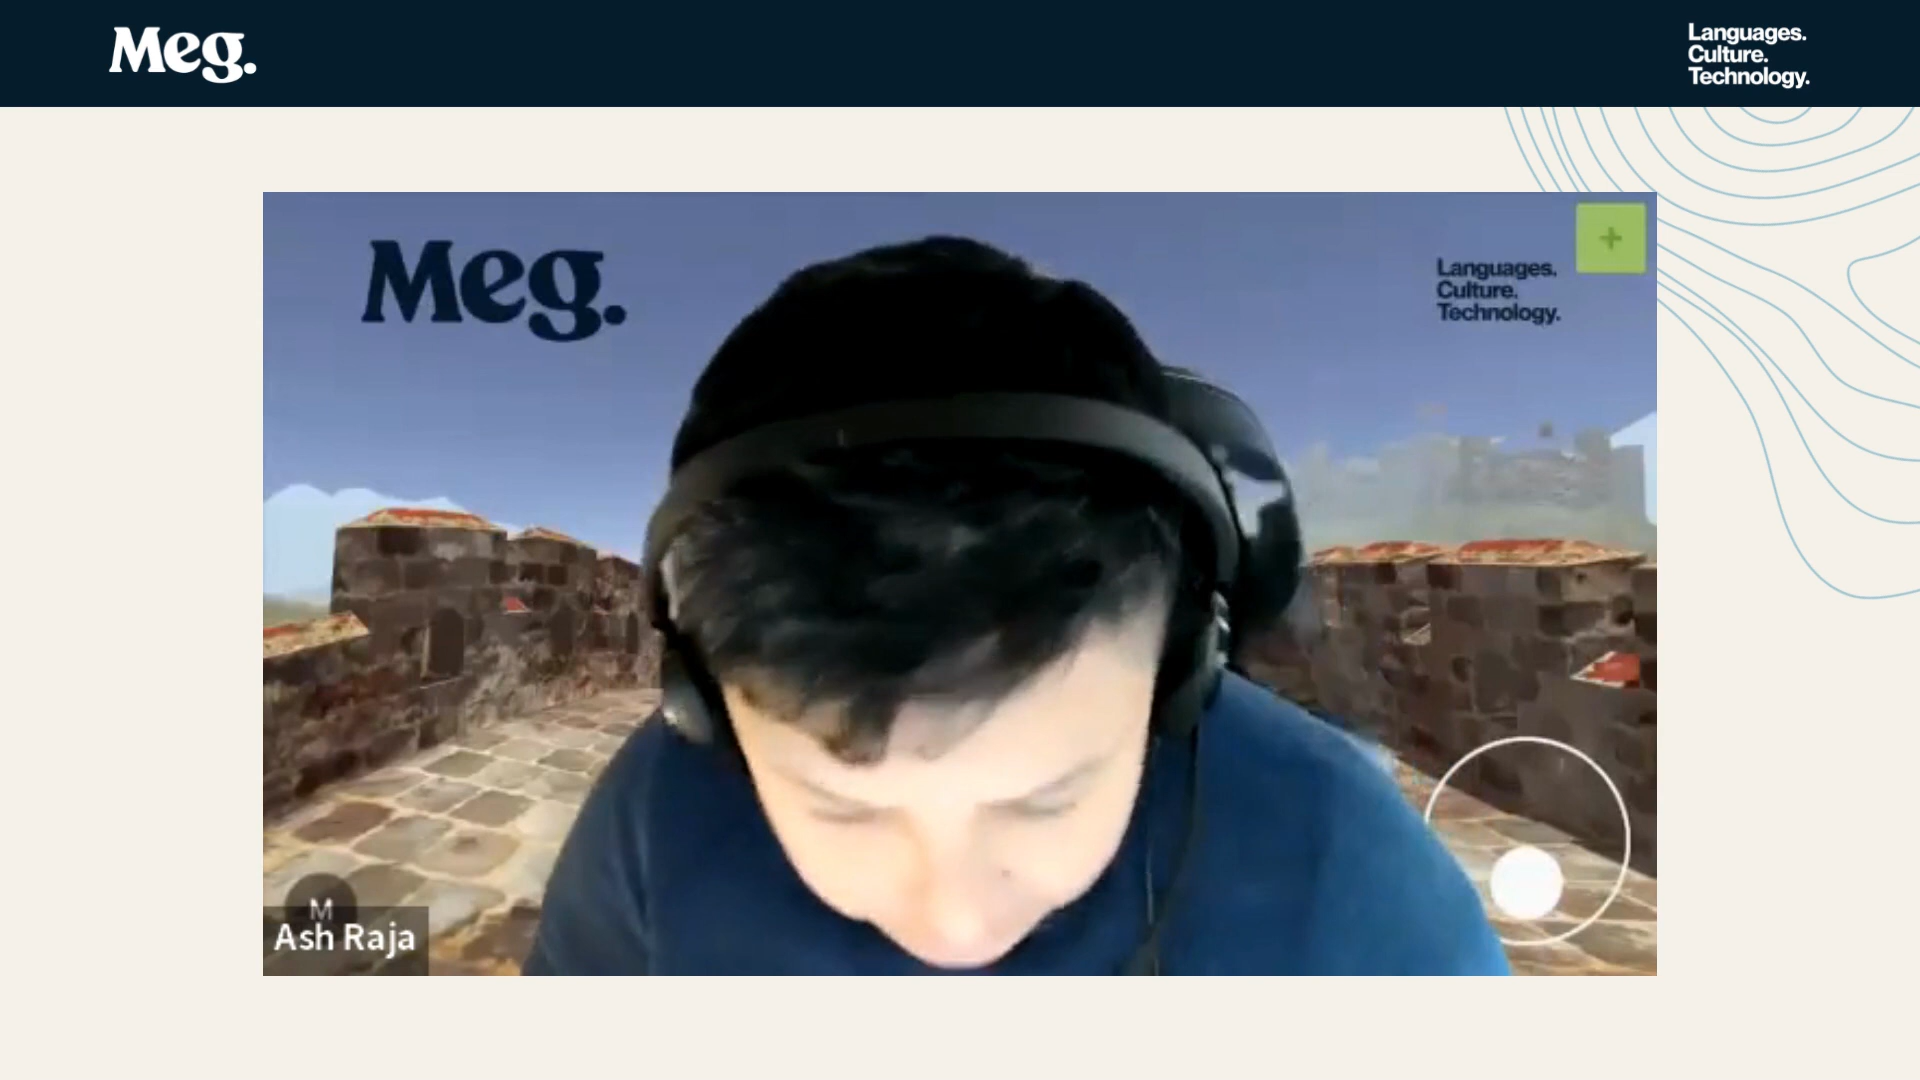 Meg.
Languages.
Culture.
Technology.
Meg.
+
Languages.
Culture.
Technology.
M
Ash Raja